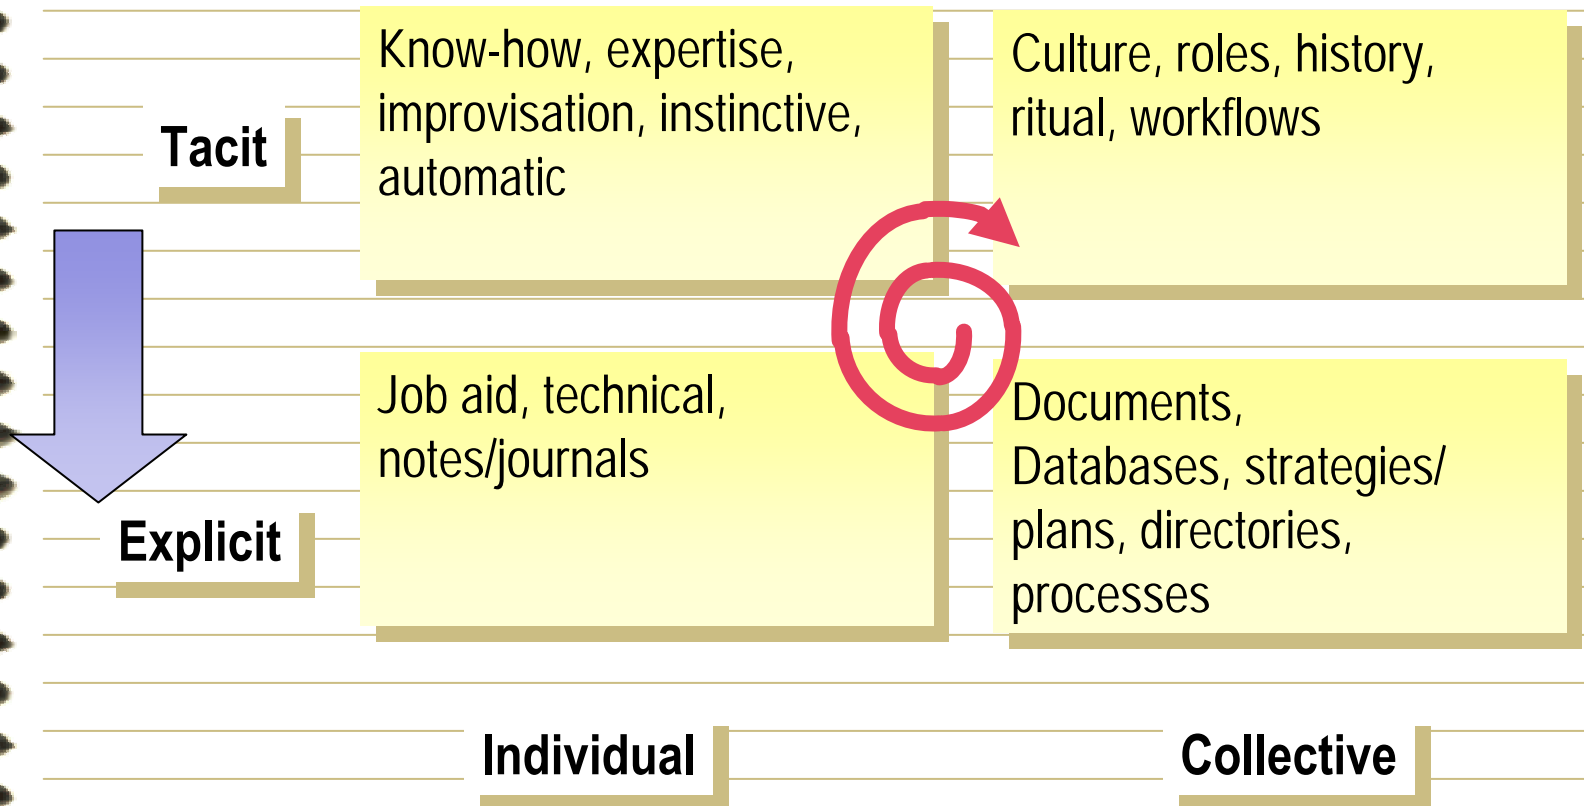 Tacit
Know-how, expertise,
improvisation, instinctive,
automatic
Culture, roles, history,
ritual, workflows
Explicit
Job aid, technical,
notes/journals
Documents,
Databases, strategies/
plans, directories,
processes
Individual
Collective